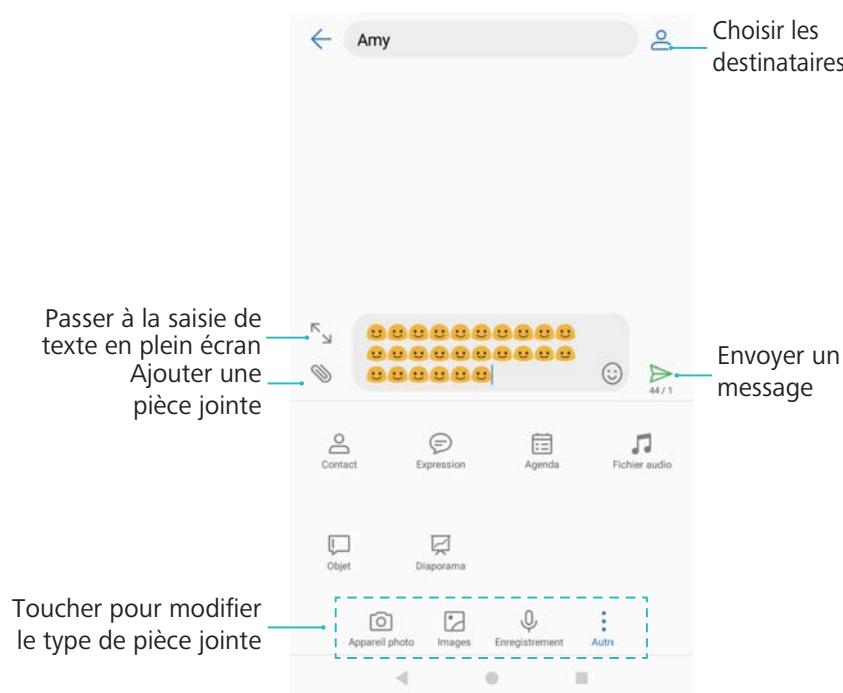 Amy
Choisir les
destinataires
Passer à la saisie de
texte en plein écran
Ajouter une
pièce jointe
Envoyer un
message
44 / 1
Contact
Expression
Agenda
Fichier audio
Objet
Diaporama
Toucher pour modifier
le type de pièce jointe
Appareil photo
Images
Enregistrement
Autre